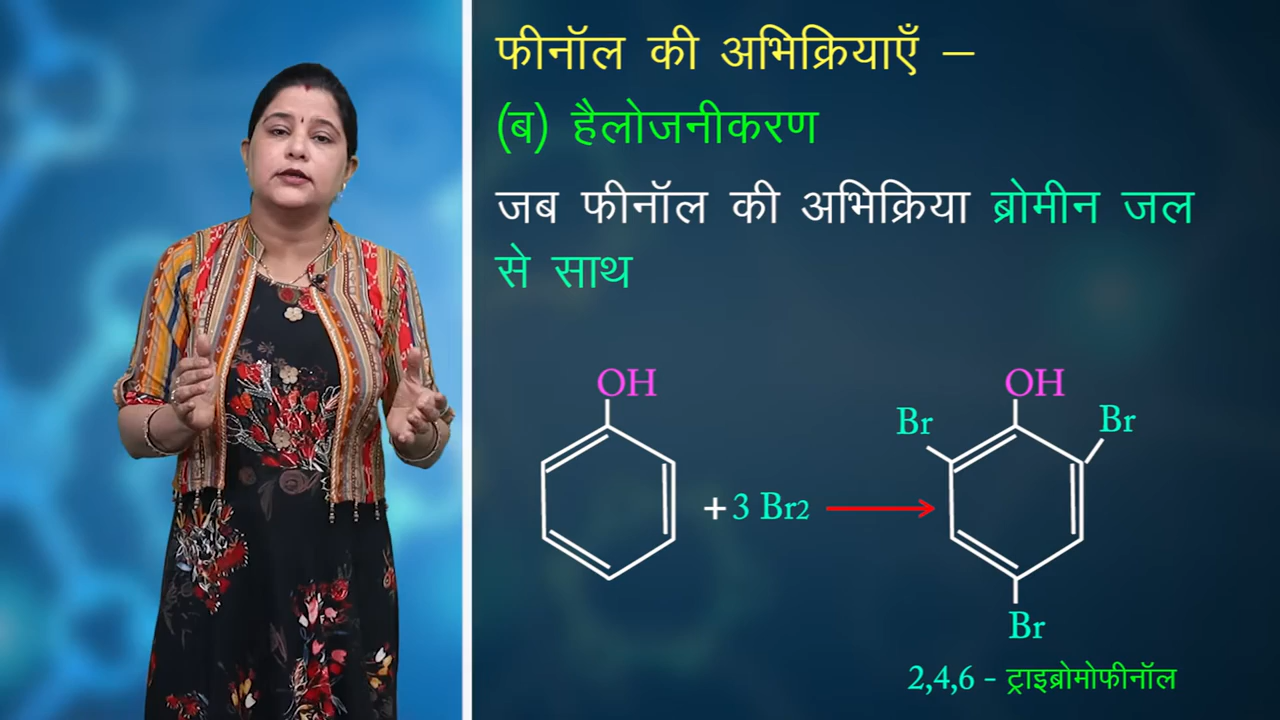 फीनॉल की अभिक्रियाएँ –
(ब) हैलोजनीकरण
जब फीनॉल की अभिक्रिया ब्रोमीन जल
से साथ
OH
+ 3 Br2
OH
Br
Br
Br
2,4,6 - ट्राइब्रोमोफीनॉल